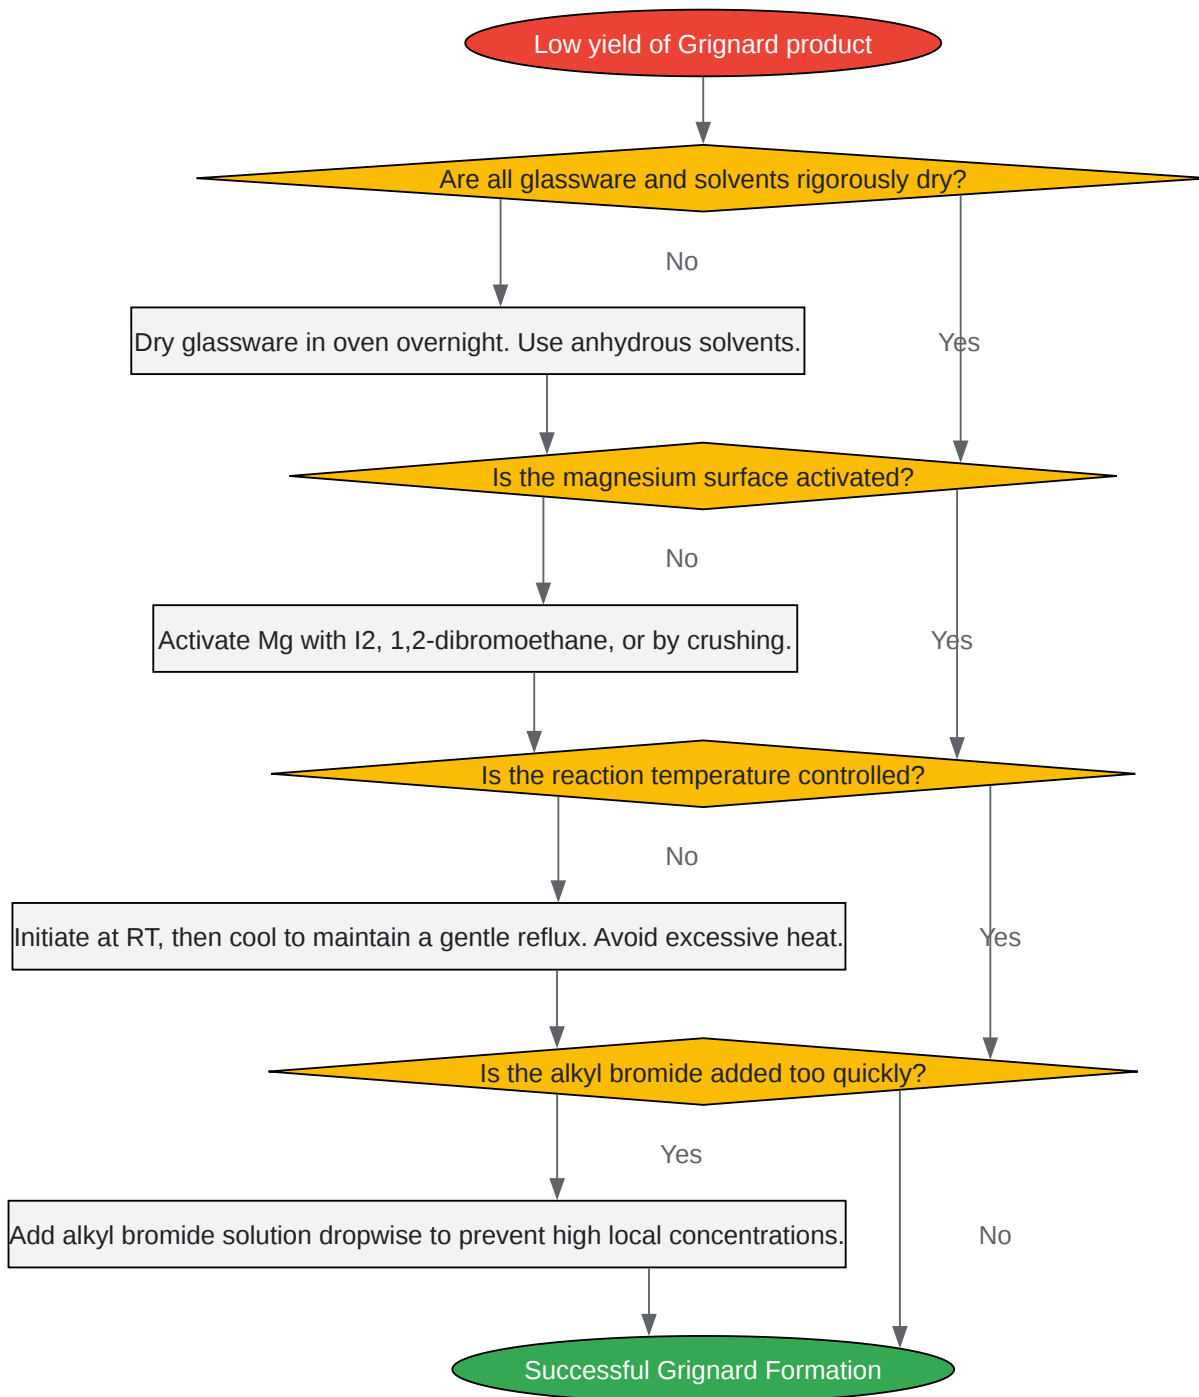 Low yield of Grignard product
Are all glassware and solvents rigorously dry?
No
Dry glassware in oven overnight. Use anhydrous solvents.
Yes
Is the magnesium surface activated?
No
Activate Mg with I2, 1,2-dibromoethane, or by crushing.
Yes
Is the reaction temperature controlled?
No
Initiate at RT, then cool to maintain a gentle reflux. Avoid excessive heat.
Yes
Is the alkyl bromide added too quickly?
Yes
Add alkyl bromide solution dropwise to prevent high local concentrations.
No
Successful Grignard Formation